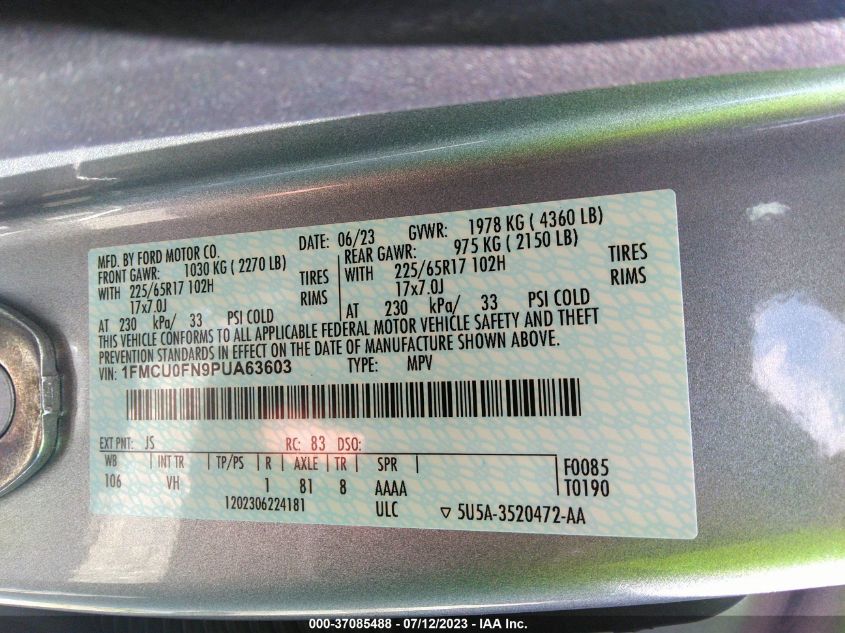 MFD. BY FORD MOTOR CO. DATE: 06/23 GVWR: 1978 KG ( 4360 LB)
FRONT GAWR: 1030 KG ( 2270 LB) REAR GAWR: 975 KG ( 2150 LB)
WITH 225/65R17 102H TIRES WITH 225/65R17 102H TIRES
17x7.0J RIMS 17x7.0J RIMS
AT 230 kPa/ 33 PSI COLD AT 230 kPa/ 33 PSI COLD
THIS VEHICLE CONFORMS TO ALL APPLICABLE FEDERAL MOTOR VEHICLE SAFETY AND THEFT
PREVENTION STANDARDS IN EFFECT ON THE DATE OF MANUFACTURE SHOWN ABOVE.
VIN: 1FMCU0FN9PUA63603 TYPE: MPV
EXT PNT: JS RC: 83 DSO:
WB INT TR TP/PS R AXLE TR SPR F0085
106 VH 1 81 8 AAAA T0190
1202306224181 ULC ▽ 5U5A-3520472-AA
000-37085488 - 07/12/2023 - IAA Inc.